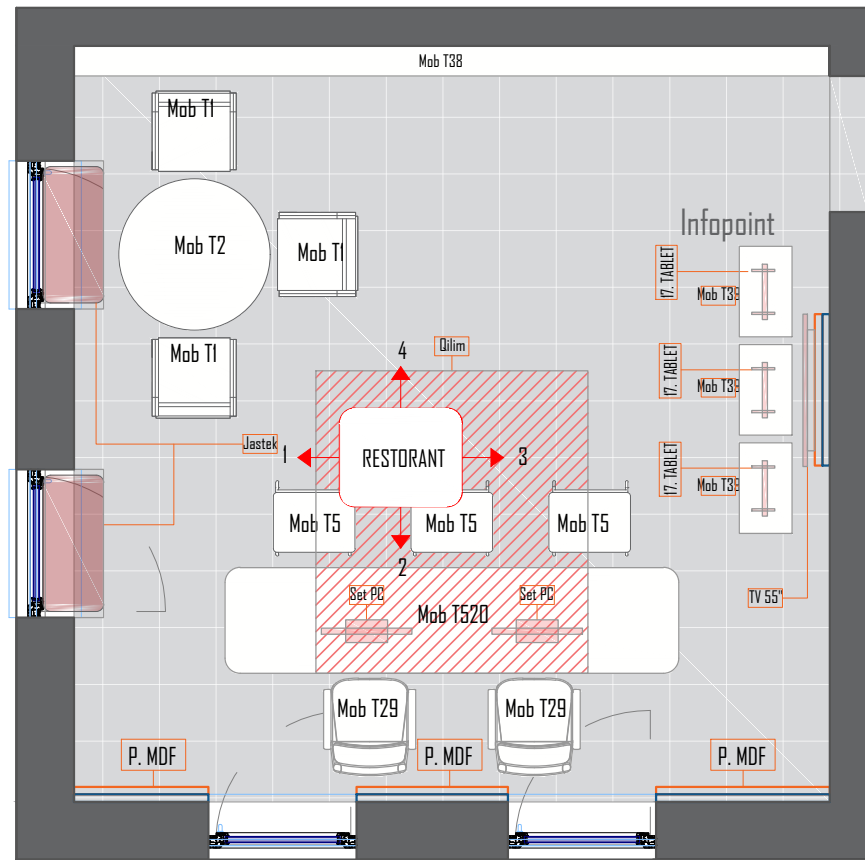 Mob T38
Mob T1
Mob T2
Mob T1
Mob T1
Infopoint
17. TABLET
Mob T39
17. TABLET
Mob T39
17. TABLET
Mob T39
Qilim
4
Jastek
1
RESTORANT
3
2
Mob T5
Mob T5
Mob T5
Set PC
Set PC
Mob T520
TV 55"
Mob T29
Mob T29
P. MDF
P. MDF
P. MDF